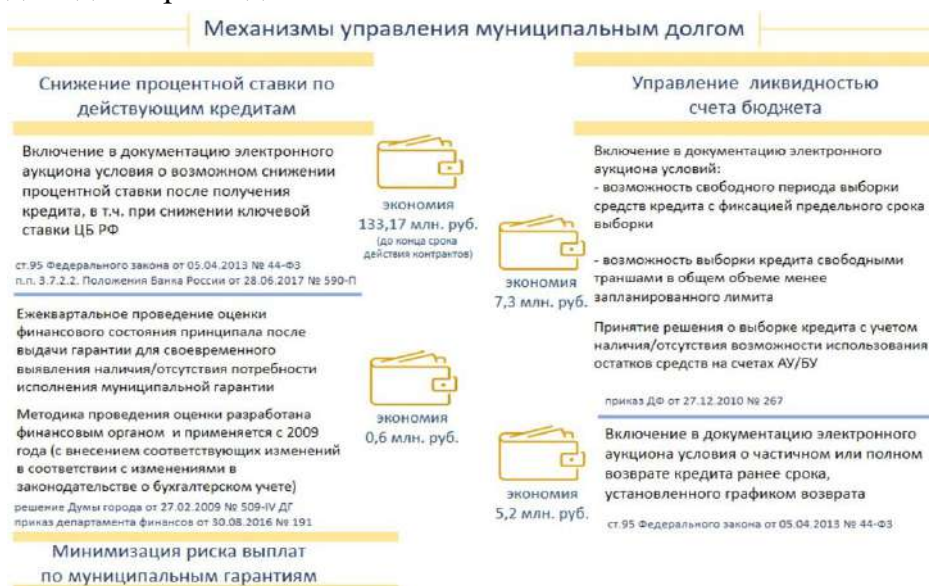 Механизмы управления муниципальным долгом
Снижение процентной ставки по
действующим кредитам
Включение в документацию электронного
аукциона условия о возможном снижении
процентной ставки после получения
кредита, в т.ч. при снижении ключевой
ставки ЦБ РФ
ст.95 Федерального закона от 05.04.2013 № 44-ФЗ
п.п. 3.7.2.2. Положения Банка России от 28.06.2017 № 590-П
экономия
133,17 млн. руб.
(до конца срока
действия контрактов)
Ежеквартальное проведение оценки
финансового состояния принципала после
выдачи гарантии для своевременного
выявления наличия/отсутствия потребности
исполнения муниципальной гарантии
Методика проведения оценки разработана
финансовым органом и применяется с 2009
года (с внесением соответствующих изменений
в соответствии с изменениями в
законодательстве о бухгалтерском учете)
решение Думы города от 27.02.2009 № 509-IV ДГ
приказ департамента финансов от 30.08.2016 № 191
экономия
0,6 млн. руб.
Минимизация риска выплат
по муниципальным гарантиям
Управление ликвидностью
счета бюджета
Включение в документацию электронного
аукциона условий:
- возможность свободного периода выборки
средств кредита с фиксацией предельного срока
выборки
- возможность выборки кредита свободными
траншами в общем объеме менее
запланированного лимита
Принятие решения о выборке кредита с учетом
наличия/отсутствия возможности использования
остатков средств на счетах АУ/БУ
приказ ДФ от 27.12.2010 № 267
экономия
7,3 млн. руб.
Включение в документацию электронного
аукциона условия о частичном или полном
возврате кредита ранее срока,
установленного графиком возврата
ст.95 Федерального закона от 05.04.2013 № 44-ФЗ
экономия
5,2 млн. руб.